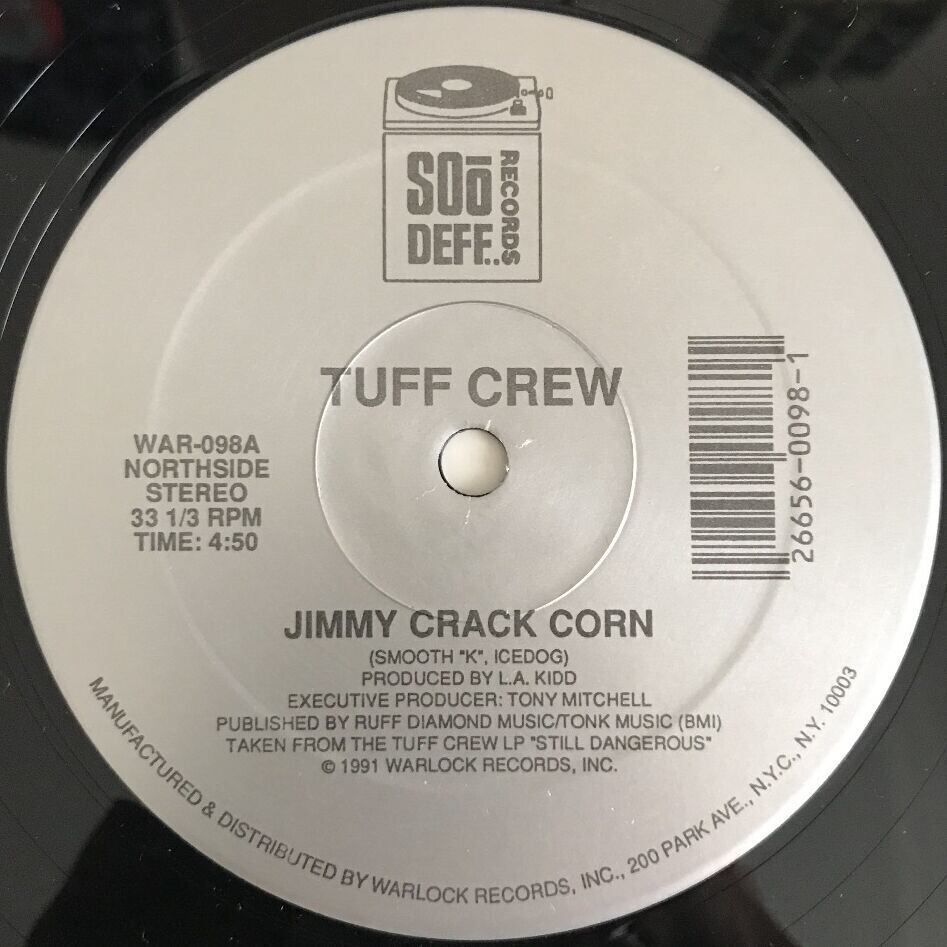 SOO
DEFF..
RECORDS
TUFF CREW
WAR-098A
NORTHSIDE
STEREO
33 1/3 RPM
TIME: 4:50
26656-0098-1
JIMMY CRACK CORN
(SMOOTH "K", ICEDOG)
PRODUCED BY L.A. KIDD
EXECUTIVE PRODUCER: TONY MITCHELL
PUBLISHED BY RUFF DIAMOND MUSIC/TONK MUSIC (BMI)
TAKEN FROM THE TUFF CREW LP "STILL DANGEROUS"
© 1991 WARLOCK RECORDS, INC.
MANUFACTURED & DISTRIBUTED BY WARLOCK RECORDS, INC., 200 PARK AVE., N.Y.C., N.Y. 10003